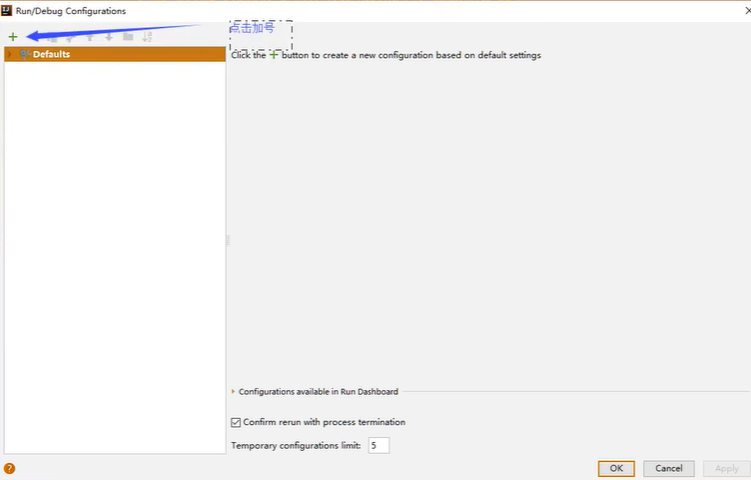 Run/Debug Configurations
点击加号
Defaults
Click the + button to create a new configuration based on default settings
Configurations available in Run Dashboard
Confirm rerun with process termination
Temporary configurations limit: 5
? OK Cancel Apply